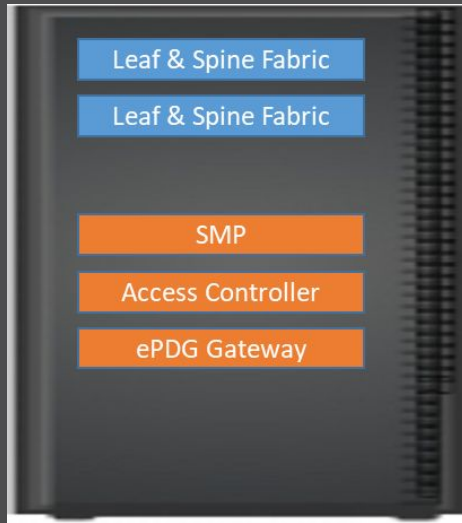 Leaf & Spine Fabric
Leaf & Spine Fabric
SMP
Access Controller
ePDG Gateway